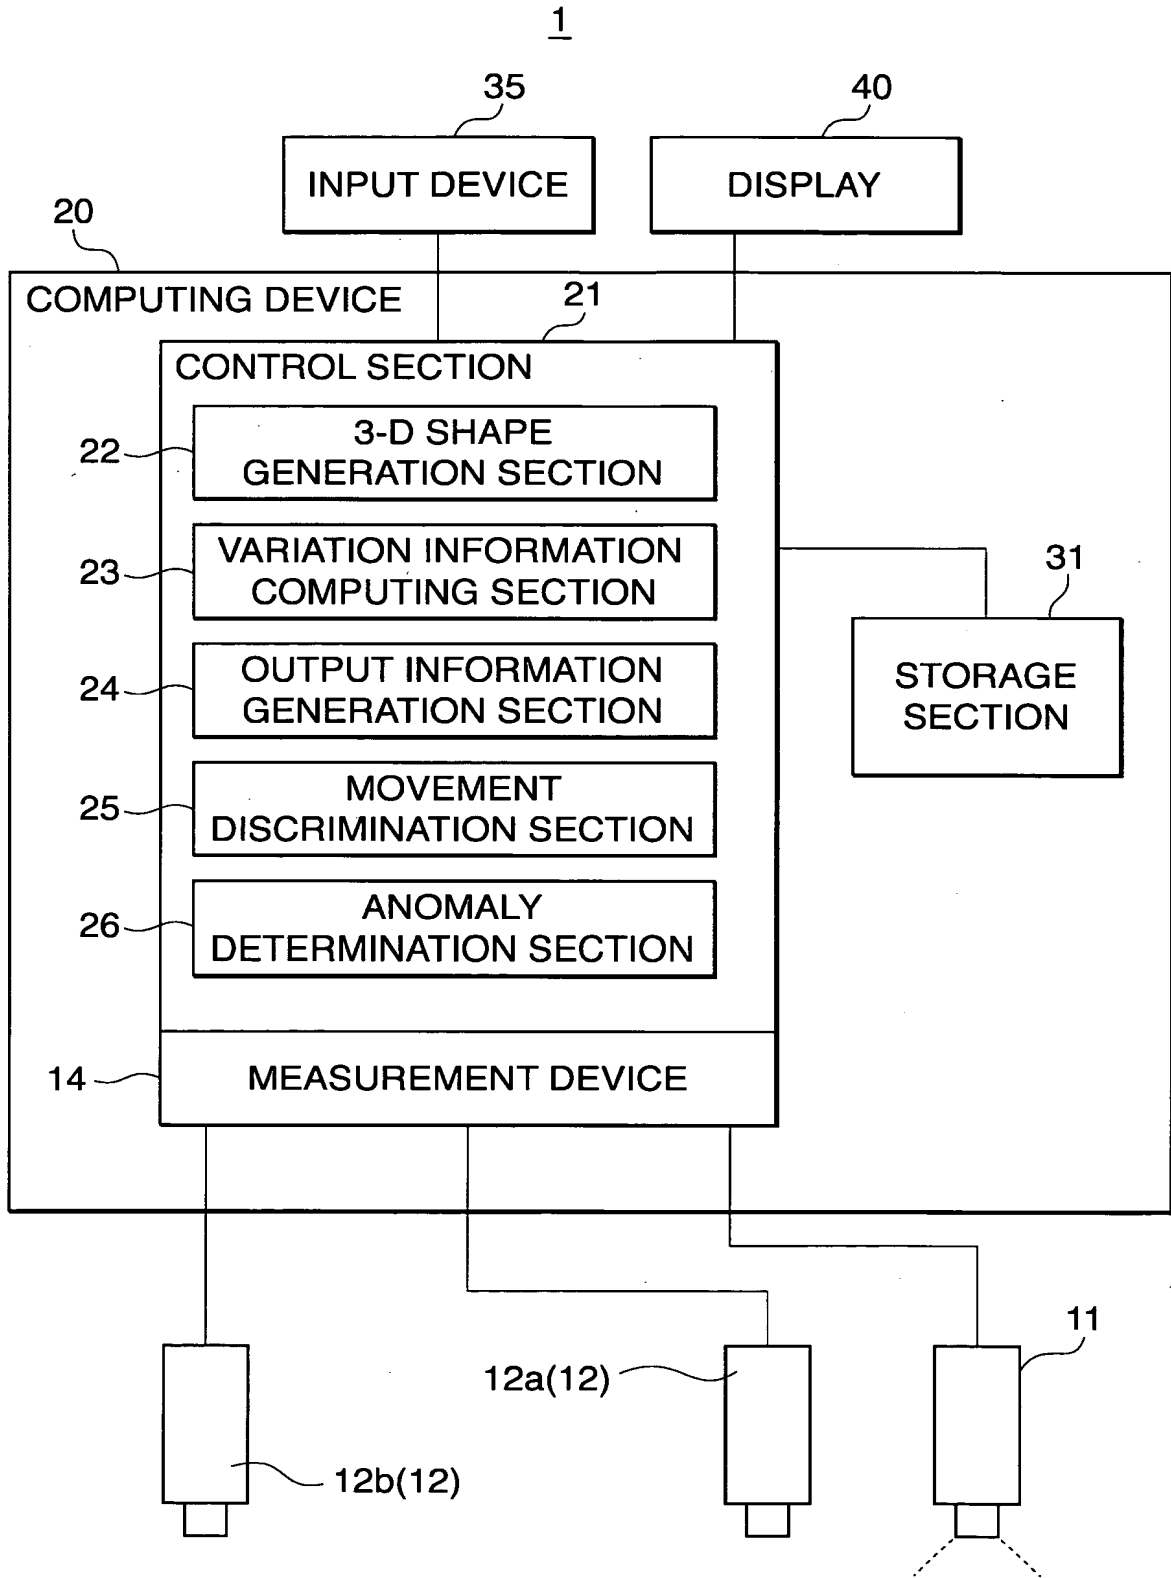 1
35
40
INPUT DEVICE
DISPLAY
20
COMPUTING DEVICE
21
CONTROL SECTION
22
3-D SHAPE
GENERATION SECTION
23
VARIATION INFORMATION
COMPUTING SECTION
31
STORAGE
SECTION
24
OUTPUT INFORMATION
GENERATION SECTION
25
MOVEMENT
DISCRIMINATION SECTION
26
ANOMALY
DETERMINATION SECTION
14
MEASUREMENT DEVICE
11
12a(12)
12b(12)